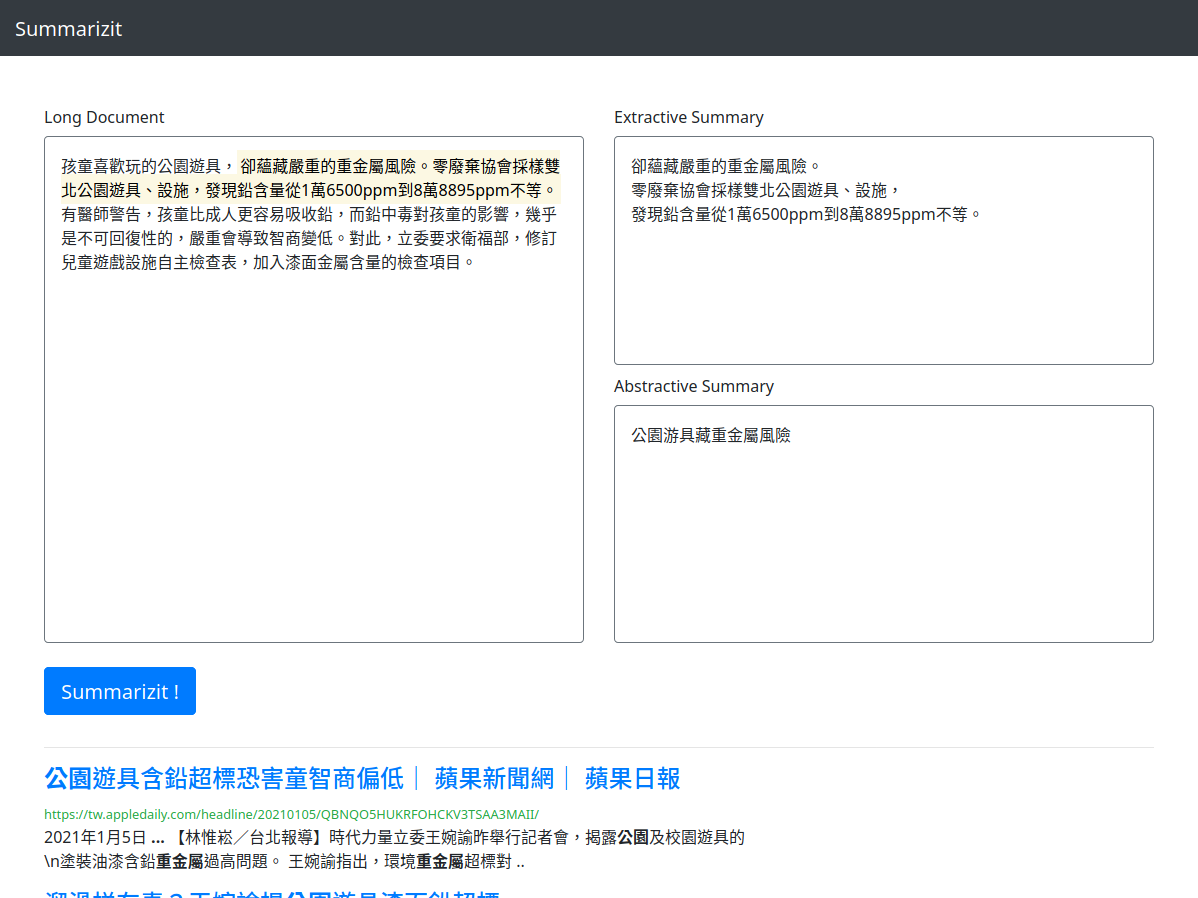 Summarizit
Long Document
孩童喜歡玩的公園遊具，卻蘊藏嚴重的重金屬風險。零廢棄協會採樣雙
北公園遊具、設施，發現鉛含量從1萬6500ppm到8萬8895ppm不等。
有醫師警告，孩童比成人更容易吸收鉛，而鉛中毒對孩童的影響，幾乎
是不可回復性的，嚴重會導致智商變低。對此，立委要求衛福部，修訂
兒童遊戲設施自主檢查表，加入漆面金屬含量的檢查項目。
Extractive Summary
卻蘊藏嚴重的重金屬風險。
零廢棄協會採樣雙北公園遊具、設施，
發現鉛含量從1萬6500ppm到8萬8895ppm不等。
Abstractive Summary
公園游具藏重金屬風險
Summarizit !
公園遊具含鉛超標恐害童智商偏低｜ 蘋果新聞網｜ 蘋果日報
https://tw.appledaily.com/headline/20210105/QBNQO5HUKRFOHCKV3TSAA3MAII/
2021年1月5日 ... 【林惟崧／台北報導】時代力量立委王婉諭昨舉行記者會，揭露公園及校園遊具的
\n塗裝油漆含鉛重金屬過高問題。 王婉諭指出，環境重金屬超標對 ..